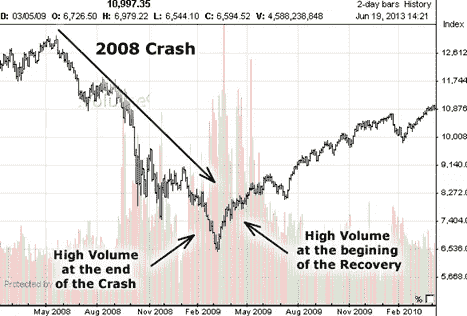 10,997.35
2-day bars History
D: 03/05/09 O: 6,726.50 H: 6,979.22 L: 6,544.10 C: 6,594.52 V: 4,588,238,848 Jun 19, 2013 14:21
Index
2008 Crash
12,612
10,876
10,008
9,140.
8,272.
7,404.
6,536.
5,668.
High Volume
at the end
of the Crash
High Volume
at the begining
of the Recovery
Protected by
%
May 2008 Aug 2008 Nov 2008 Feb 2009 May 2009 Aug 2009 Nov 2009 Feb 2010